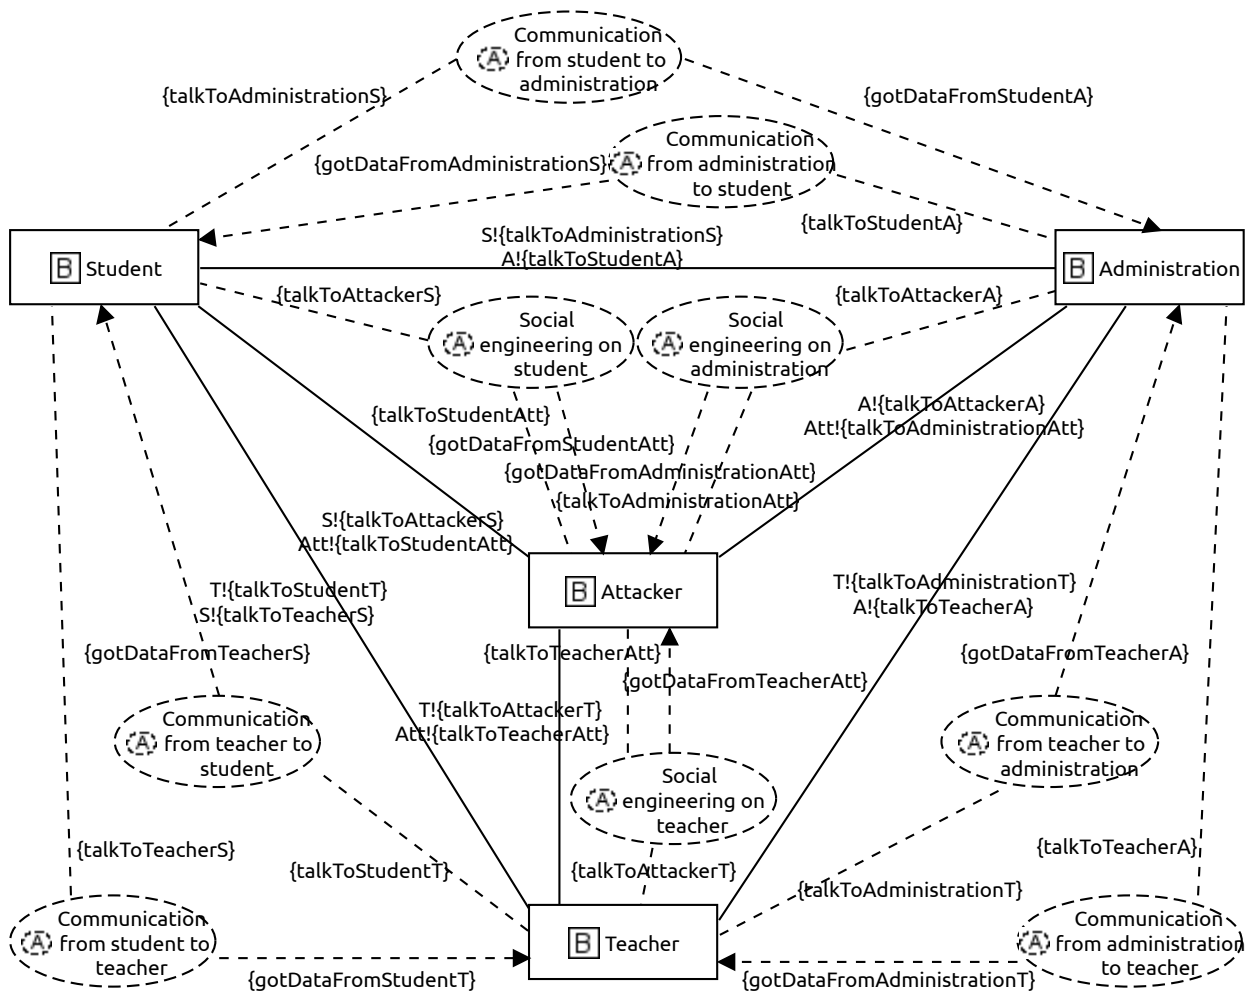 Communication
A from student to
administration
{talkToAdministrationS}
{gotDataFromStudentA}
Communication
{gotDataFromAdministrationS}
A from administration
to student
{talkToStudentA}
S!{talkToAdministrationS}
A!{talkToStudentA}
B Student
B Administration
{talkToAttackerS}
{talkToAttackerA}
Social
A engineering on
student
Social
A engineering on
administration
{talkToStudentAtt}
{gotDataFromStudentAtt}
{gotDataFromAdministrationAtt}
{talkToAdministrationAtt}
A!{talkToAttackerA}
Att!{talkToAdministrationAtt}
S!{talkToAttackerS}
Att!{talkToStudentAtt}
B Attacker
T!{talkToStudentT}
S!{talkToTeacherS}
T!{talkToAdministrationT}
A!{talkToTeacherA}
{gotDataFromTeacherS}
{talkToTeacherAtt}
{gotDataFromTeacherAtt}
{gotDataFromTeacherA}
T!{talkToAttackerT}
Att!{talkToTeacherAtt}
Communication
A from teacher to
student
Communication
A from teacher to
administration
Social
A engineering on
teacher
{talkToTeacherS}
{talkToStudentT}
{talkToAttackerT}
{talkToAdministrationT}
{talkToTeacherA}
Communication
A from student to
teacher
B Teacher
Communication
A from administration
to teacher
{gotDataFromStudentT}
{gotDataFromAdministrationT}